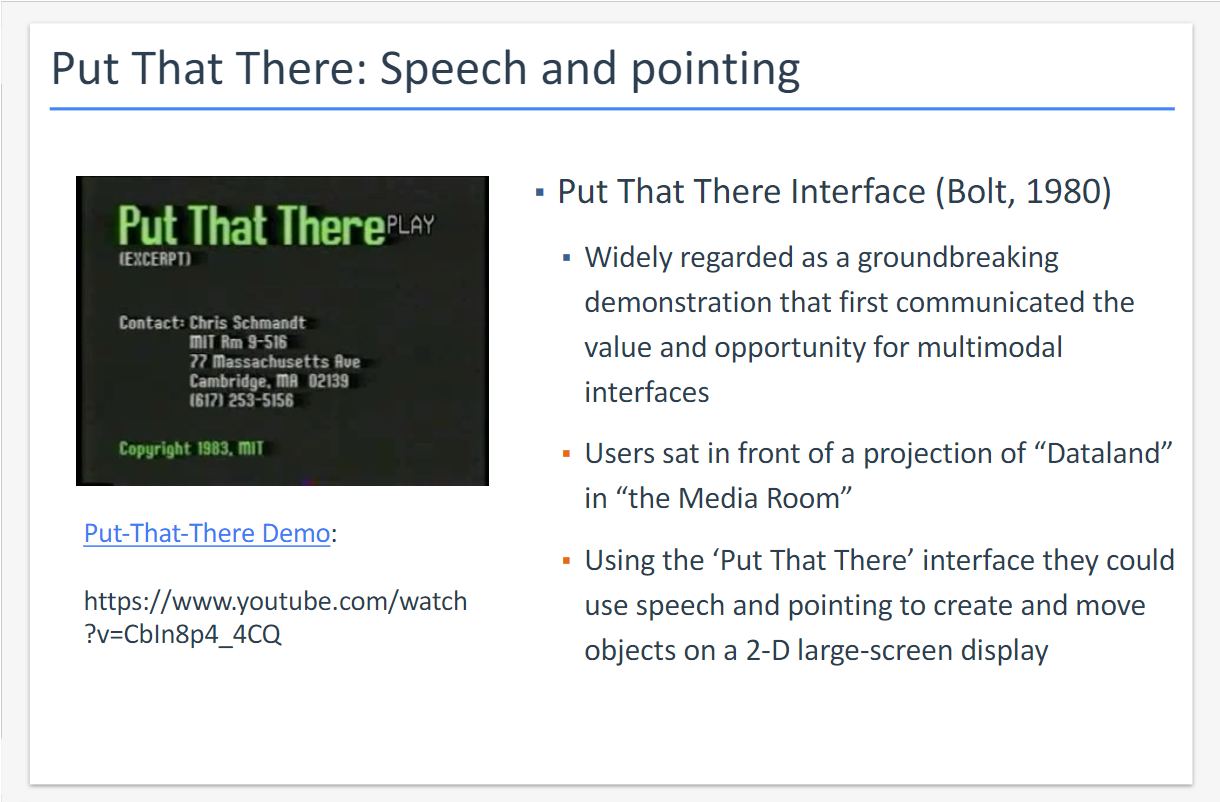 Put That There: Speech and pointing
Put That There PLAY
(EXCERPT)
Contact: Chris Schmandt
MIT Rm 9-516
77 Massachusetts Ave
Cambridge, MA 02139
(617) 253-5156
Copyright 1983, MIT
Put-That-There Demo:
https://www.youtube.com/watch
?v=CbIn8p4_4CQ
▪ Put That There Interface (Bolt, 1980)
▪ Widely regarded as a groundbreaking
demonstration that first communicated the
value and opportunity for multimodal
interfaces
▪ Users sat in front of a projection of “Dataland”
in “the Media Room”
▪ Using the ‘Put That There’ interface they could
use speech and pointing to create and move
objects on a 2-D large-screen display